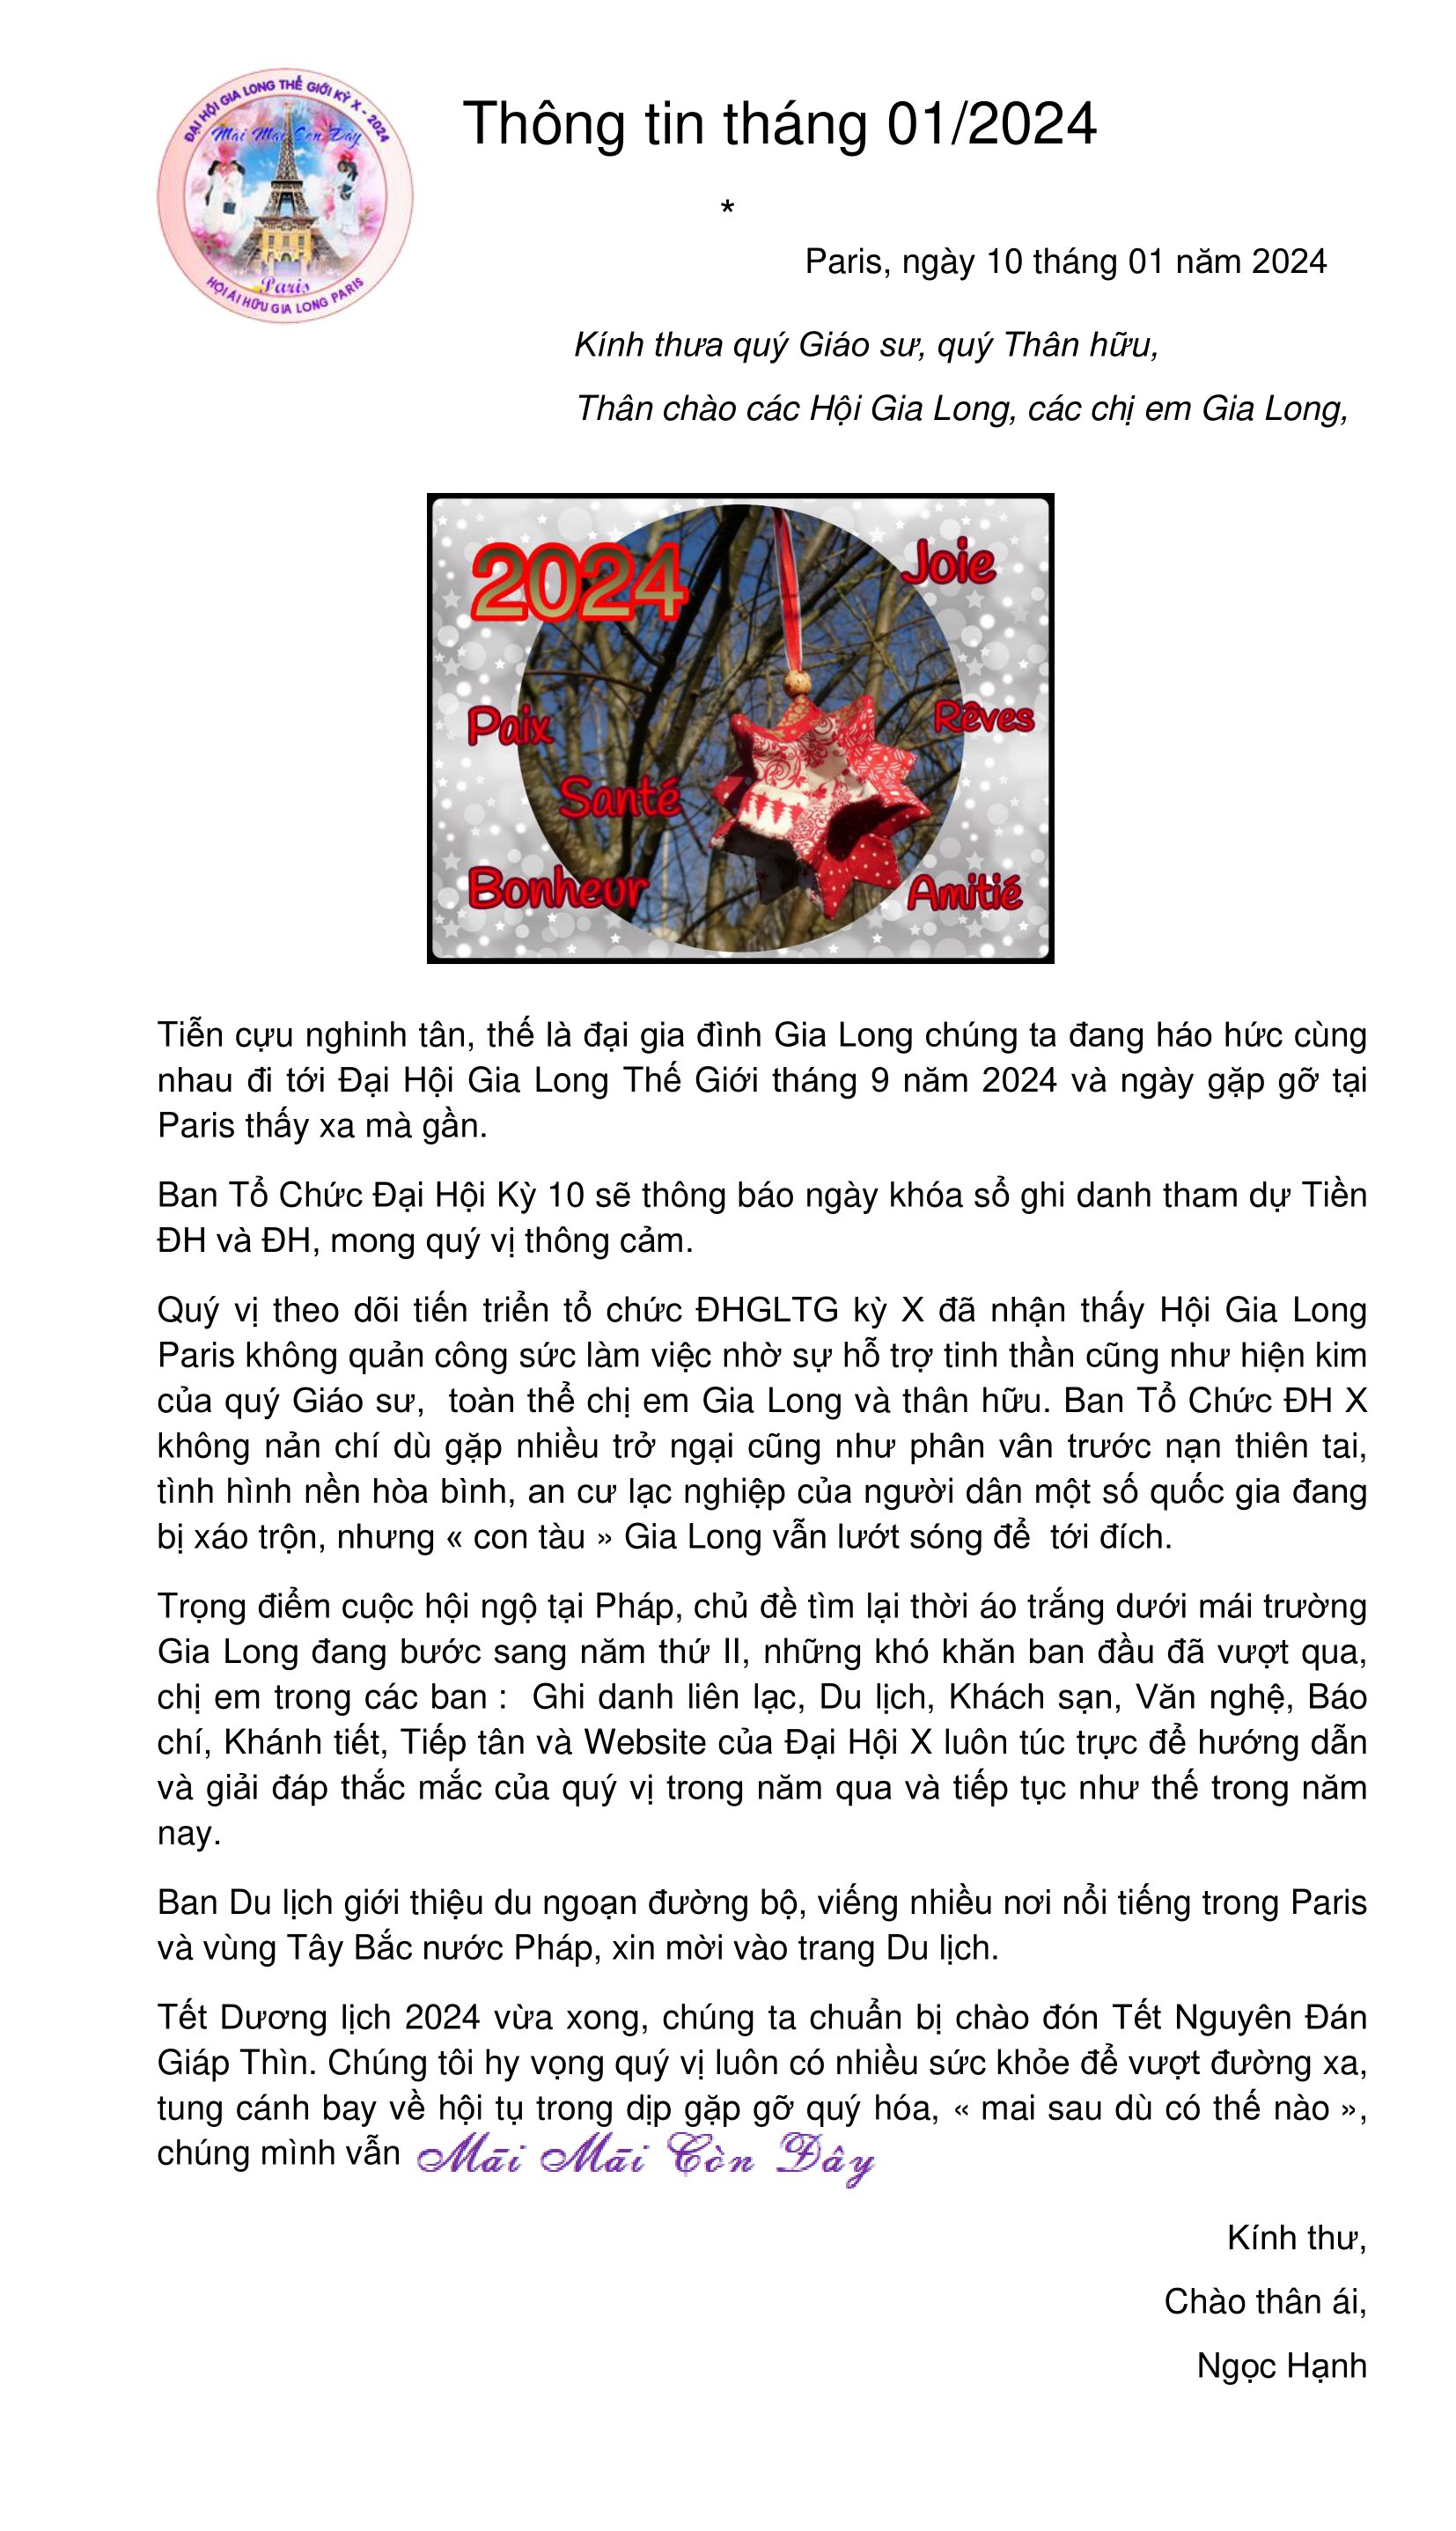 ĐẠI HỘI GIA LONG THẾ GIỚI KỲ X - 2024
Mãi Mãi Còn Đây
Paris
HỘI ÁI HỮU GIA LONG PARIS
Thông tin tháng 01/2024
*
Paris, ngày 10 tháng 01 năm 2024
Kính thưa quý Giáo sư, quý Thân hữu,
Thân chào các Hội Gia Long, các chị em Gia Long,
2024
Joie
Paix
Rêves
Santé
Bonheur
Amitié
Tiễn cựu nghinh tân, thế là đại gia đình Gia Long chúng ta đang háo hức cùng
nhau đi tới Đại Hội Gia Long Thế Giới tháng 9 năm 2024 và ngày gặp gỡ tại
Paris thấy xa mà gần.
Ban Tổ Chức Đại Hội Kỳ 10 sẽ thông báo ngày khóa sổ ghi danh tham dự Tiền
ĐH và ĐH, mong quý vị thông cảm.
Quý vị theo dõi tiến triển tổ chức ĐHGLTG kỳ X đã nhận thấy Hội Gia Long
Paris không quản công sức làm việc nhờ sự hỗ trợ tinh thần cũng như hiện kim
của quý Giáo sư, toàn thể chị em Gia Long và thân hữu. Ban Tổ Chức ĐH X
không nản chí dù gặp nhiều trở ngại cũng như phân vân trước nạn thiên tai,
tình hình nền hòa bình, an cư lạc nghiệp của người dân một số quốc gia đang
bị xáo trộn, nhưng « con tàu » Gia Long vẫn lướt sóng để tới đích.
Trọng điểm cuộc hội ngộ tại Pháp, chủ đề tìm lại thời áo trắng dưới mái trường
Gia Long đang bước sang năm thứ II, những khó khăn ban đầu đã vượt qua,
chị em trong các ban : Ghi danh liên lạc, Du lịch, Khách sạn, Văn nghệ, Báo
chí, Khánh tiết, Tiếp tân và Website của Đại Hội X luôn túc trực để hướng dẫn
và giải đáp thắc mắc của quý vị trong năm qua và tiếp tục như thế trong năm
nay.
Ban Du lịch giới thiệu du ngoạn đường bộ, viếng nhiều nơi nổi tiếng trong Paris
và vùng Tây Bắc nước Pháp, xin mời vào trang Du lịch.
Tết Dương lịch 2024 vừa xong, chúng ta chuẩn bị chào đón Tết Nguyên Đán
Giáp Thìn. Chúng tôi hy vọng quý vị luôn có nhiều sức khỏe để vượt đường xa,
tung cánh bay về hội tụ trong dịp gặp gỡ quý hóa, « mai sau dù có thế nào »,
chúng mình vẫn Mãi Mãi Còn Đây
Kính thư,
Chào thân ái,
Ngọc Hạnh